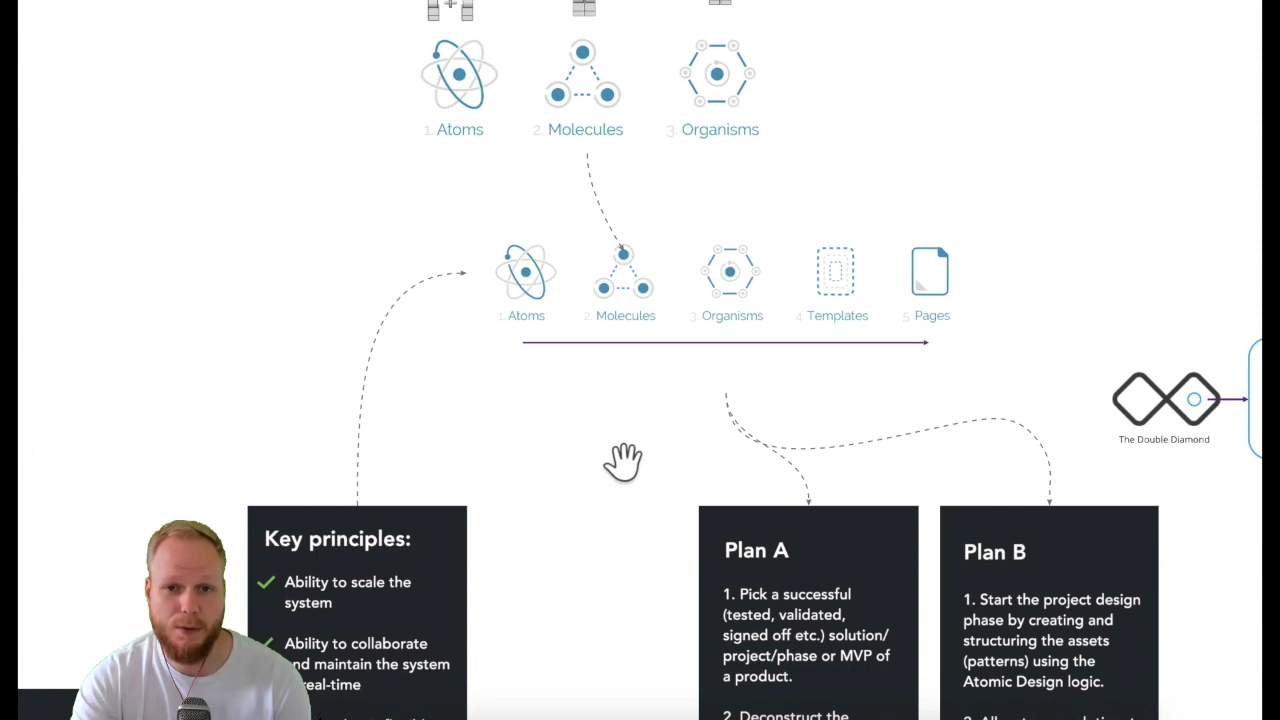 1. Atoms
2. Molecules
3. Organisms
1. Atoms
2. Molecules
3. Organisms
4. Templates
5. Pages
The Double Diamond
Key principles:
Ability to scale the
system
Ability to collaborate
and maintain the system
real-time
Plan A
1. Pick a successful
(tested, validated,
signed off etc.) solution/
project/phase or MVP of
a product.
2. Deconstruct the
Plan B
1. Start the project design
phase by creating and
structuring the assets
(patterns) using the
Atomic Design logic.